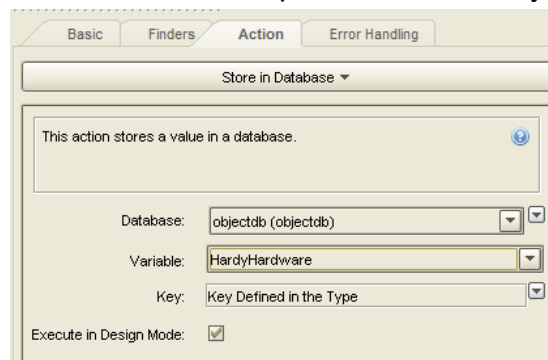 Basic Finders Action Error Handling
Store in Database
This action stores a value in a database.
Database: objectdb (objectdb)
Variable: HardyHardware
Key: Key Defined in the Type
Execute in Design Mode: